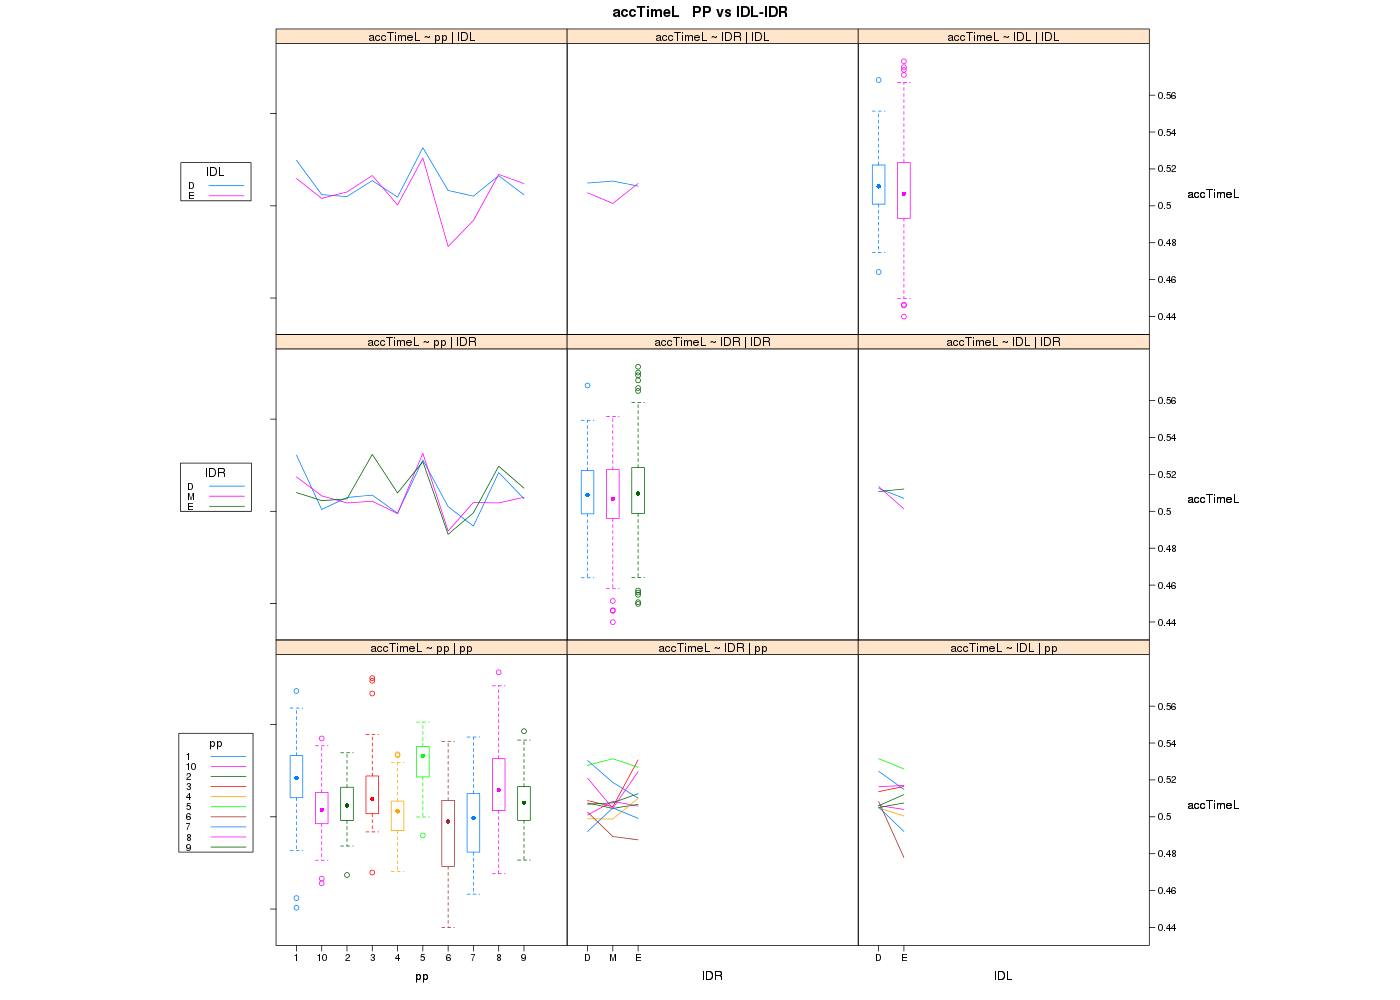 accTimeL   PP vs IDL-IDR
accTimeL ~ pp | IDL
accTimeL ~ IDR | IDL
accTimeL ~ IDL | IDL
IDL
D
E
0.56
0.54
0.52
0.5
0.48
0.46
0.44
accTimeL
accTimeL ~ pp | IDR
accTimeL ~ IDR | IDR
accTimeL ~ IDL | IDR
IDR
D
M
E
0.56
0.54
0.52
0.5
0.48
0.46
0.44
accTimeL
accTimeL ~ pp | pp
accTimeL ~ IDR | pp
accTimeL ~ IDL | pp
pp
1
10
2
3
4
5
6
7
8
9
0.56
0.54
0.52
0.5
0.48
0.46
0.44
accTimeL
1 10 2 3 4 5 6 7 8 9
D M E
D E
pp
IDR
IDL